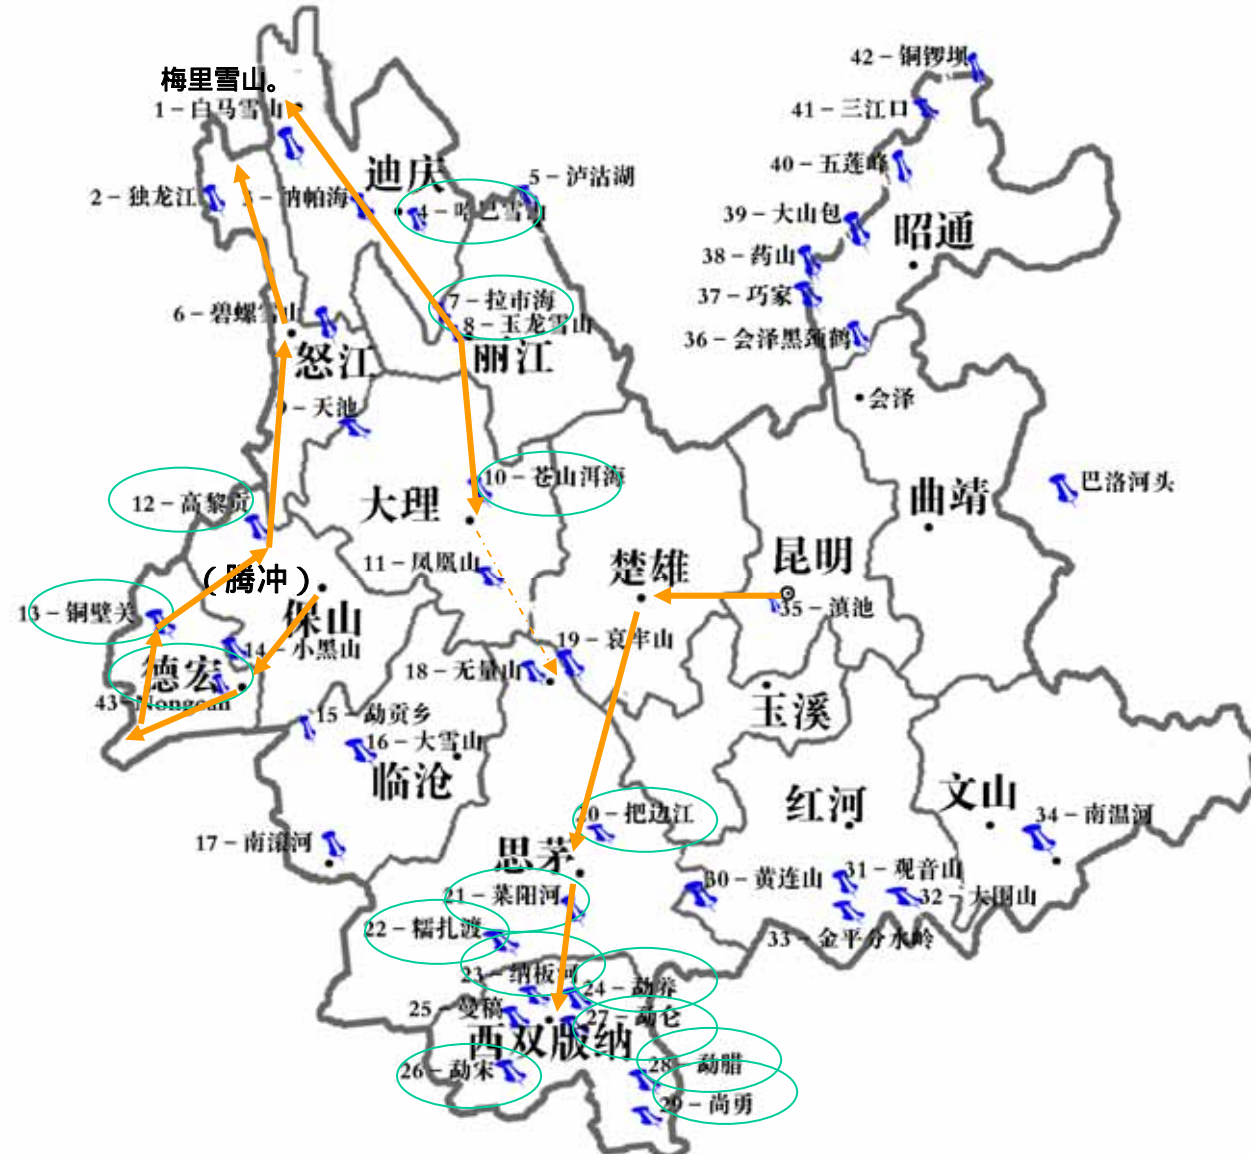 梅里雪山。
1－白马雪山
迪庆
2－独龙江
3－纳帕海
4－哈巴雪山
5－泸沽湖
42－铜锣坝
41－三江口
40－五莲峰
39－大山包
昭通
38－药山
37－巧家
36－会泽黑颈鹤
6－碧螺雪山
7－拉市海
8－玉龙雪山
怒江
丽江
天池
会泽
10－苍山洱海
大理
12－高黎贡
曲靖
巴洛河头
11－凤凰山
楚雄
昆明
（腾冲）
35－滇池
13－铜壁关
保山
14－小黑山
19－哀牢山
18－无量山
德宏
43－Nongcan
15－勐贡乡
玉溪
16－大雪山
临沧
红河
文山
20－把边江
34－南温河
17－南滚河
思茅
21－菜阳河
30－黄连山
31－观音山
32－大围山
22－糯扎渡
33－金平分水岭
23－纳板河
24－勐养
25－曼稿
27－勐仑
西双版纳
26－勐宋
28－勐腊
29－尚勇